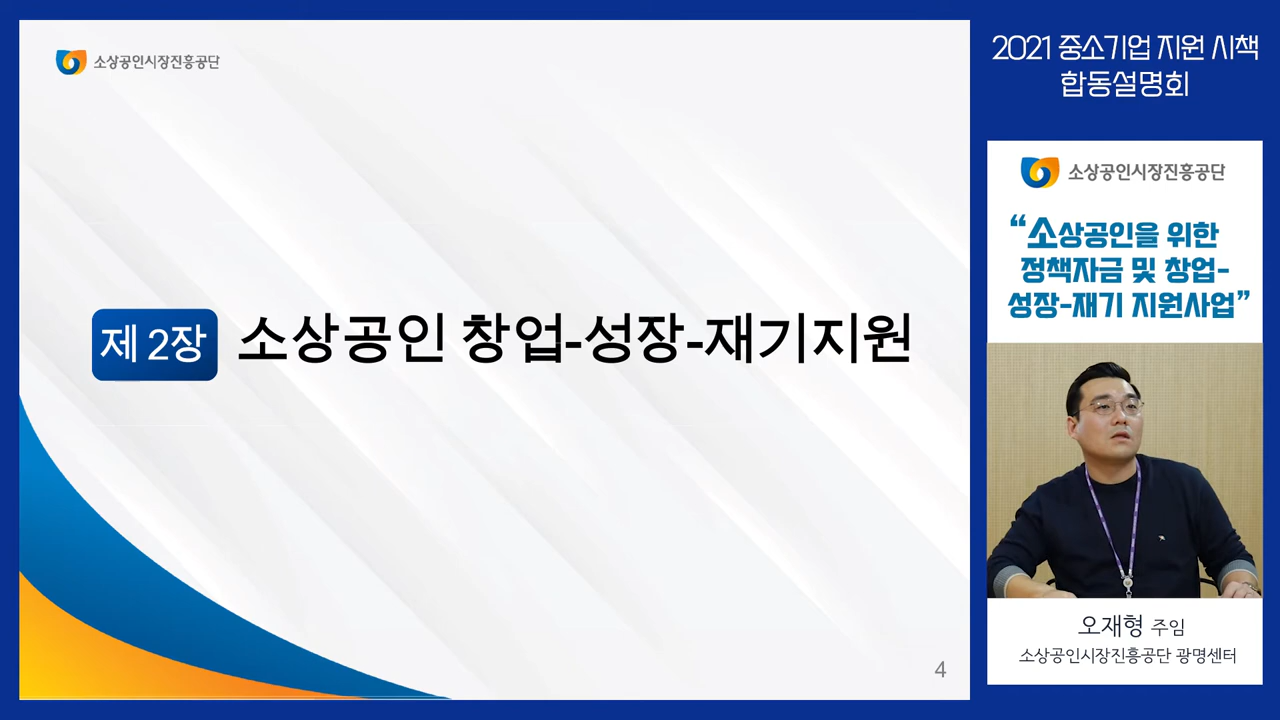 소상공인시장진흥공단
제 2장 소상공인 창업-성장-재기지원
4
2021 중소기업 지원 시책
합동설명회
소상공인시장진흥공단
“소상공인을 위한
정책자금 및 창업-
성장-재기 지원사업”
오재형 주임
소상공인시장진흥공단 광명센터